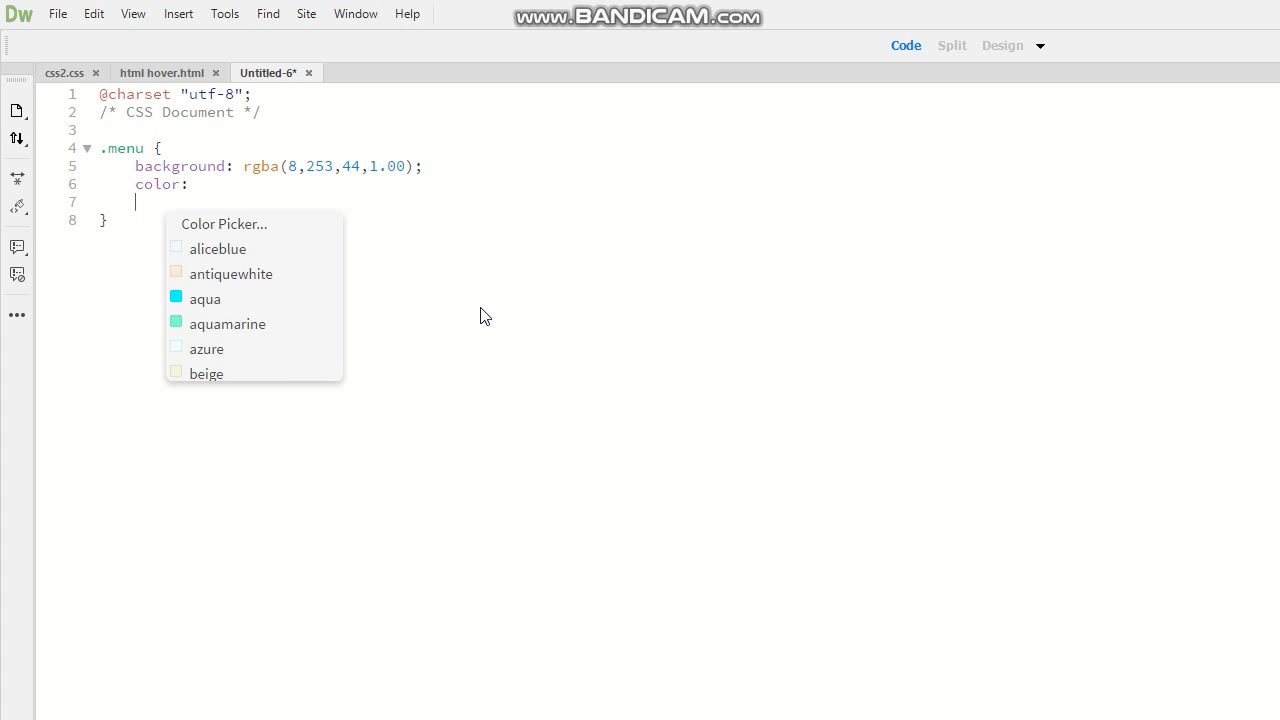 Dw File Edit View Insert Tools Find Site Window Help
www.BANDICAM.com
Code Split Design
css2.css × html hover.html × Untitled-6* ×
1 @charset "utf-8";
2 /* CSS Document */
3
4 .menu {
5 background: rgba(8,253,44,1.00);
6 color:
7
8 }
Color Picker...
aliceblue
antiquewhite
aqua
aquamarine
azure
beige